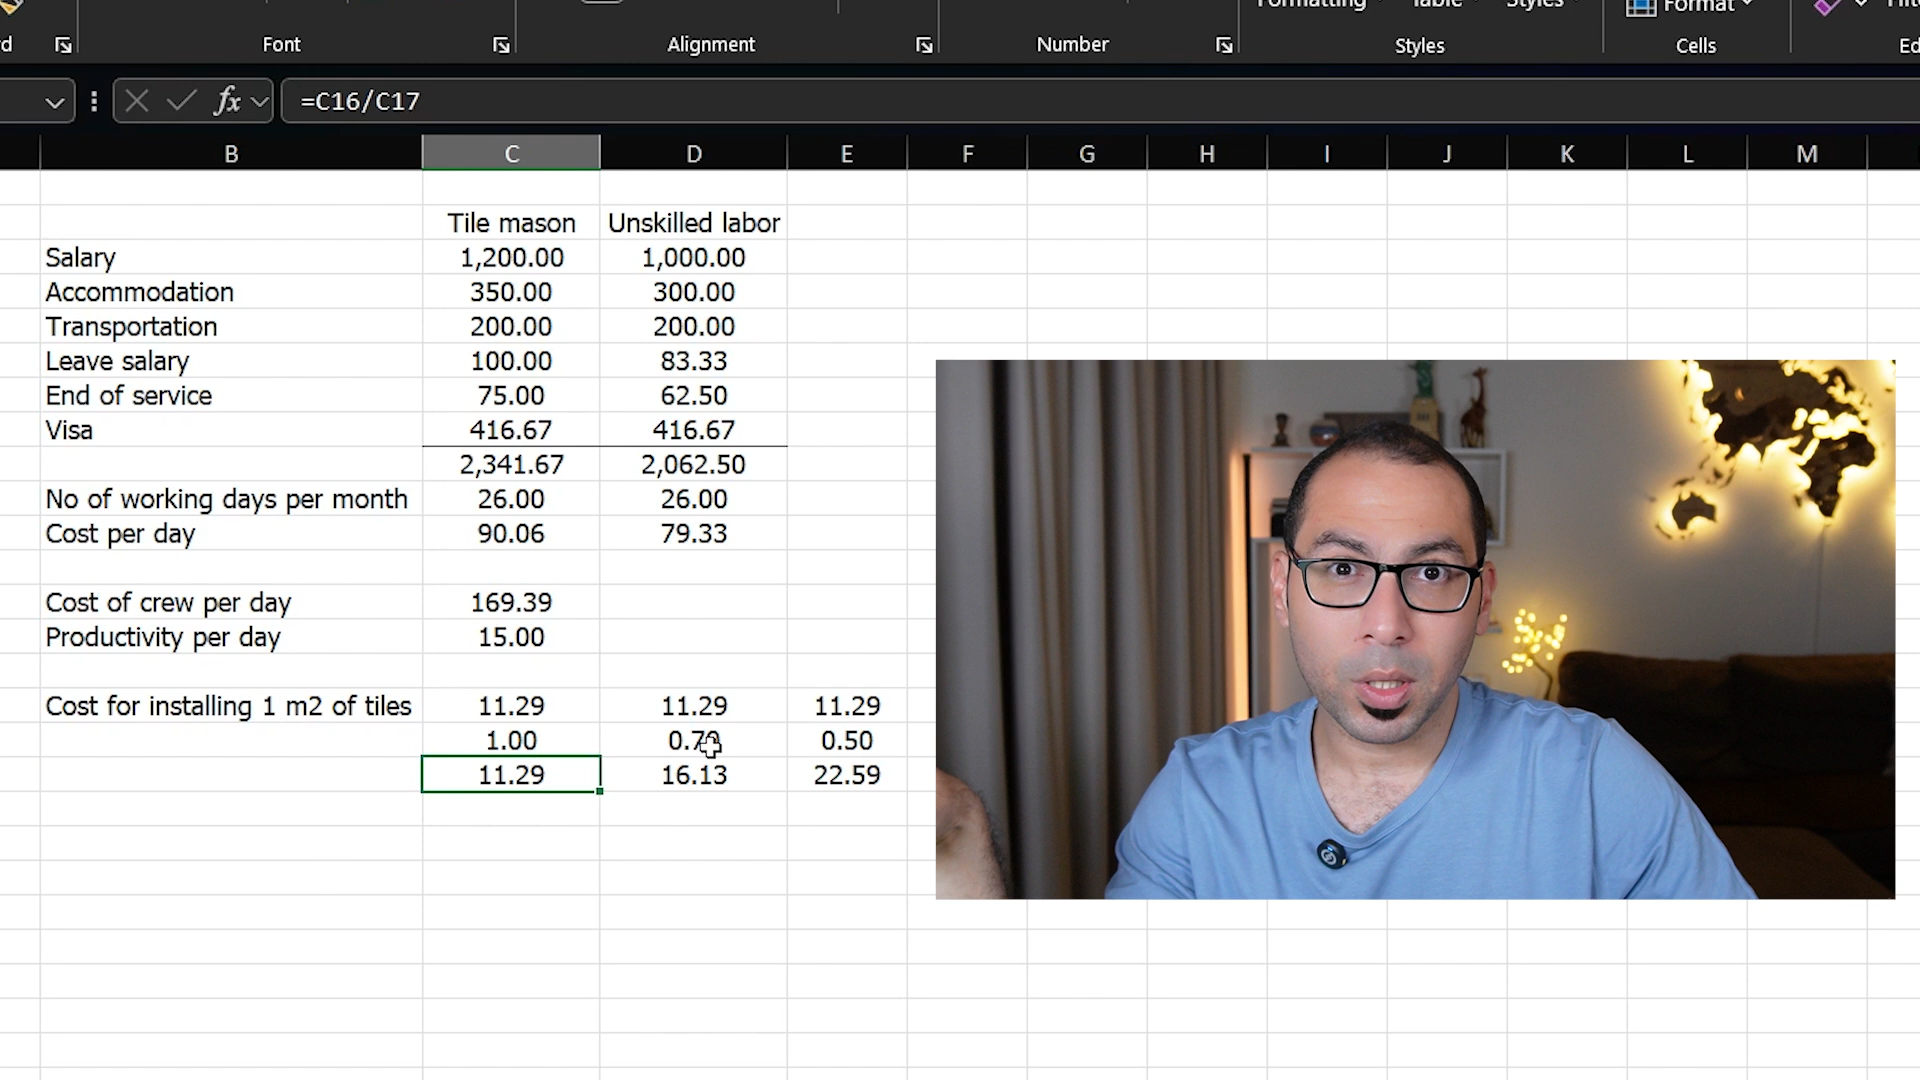 Format
Font Alignment Number Styles Cells
fx =C16/C17
B C D E F G H I J K L M
Tile mason Unskilled labor
Salary 1,200.00 1,000.00
Accommodation 350.00 300.00
Transportation 200.00 200.00
Leave salary 100.00 83.33
End of service 75.00 62.50
Visa 416.67 416.67
2,341.67 2,062.50
No of working days per month 26.00 26.00
Cost per day 90.06 79.33
Cost of crew per day 169.39
Productivity per day 15.00
Cost for installing 1 m2 of tiles 11.29 11.29 11.29
1.00 0.50
11.29 16.13 22.59